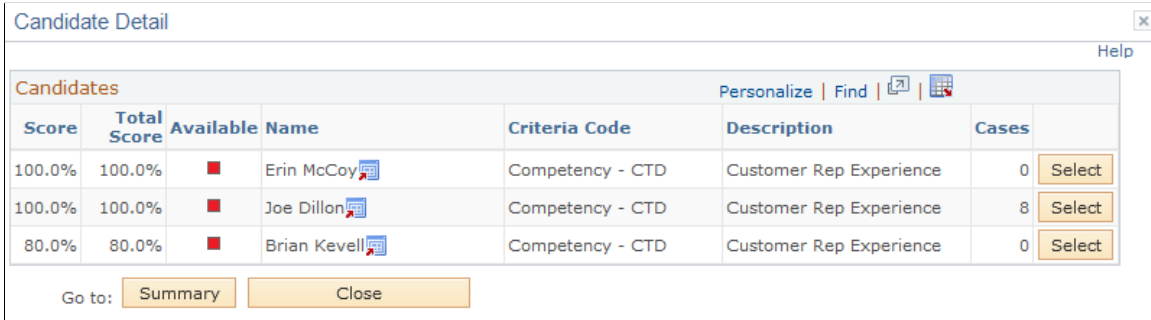 Candidate Detail
Help
Candidates Personalize | Find | |
Score Total Score Available Name Criteria Code Description Cases
100.0% 100.0% Erin McCoy Competency - CTD Customer Rep Experience 0 Select
100.0% 100.0% Joe Dillon Competency - CTD Customer Rep Experience 8 Select
80.0% 80.0% Brian Kevell Competency - CTD Customer Rep Experience 0 Select
Go to: Summary Close